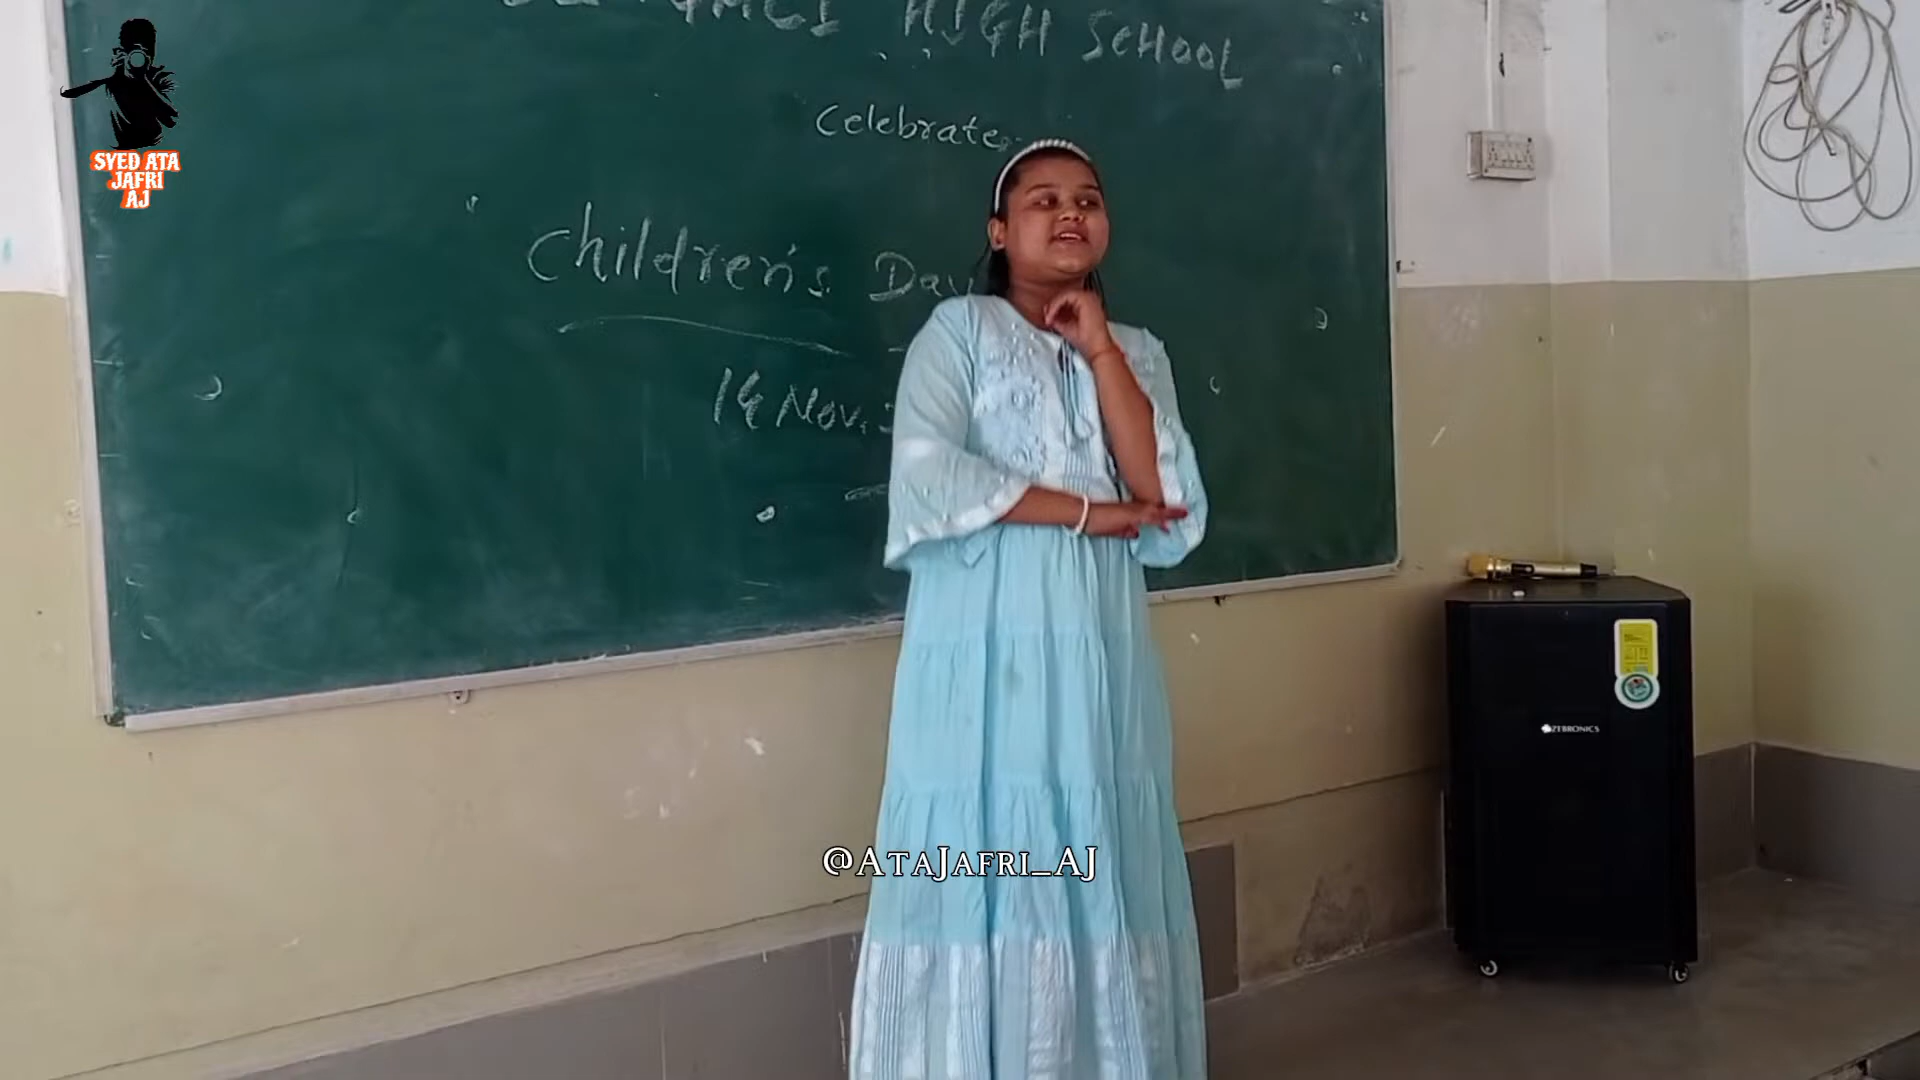 HIGH SCHOOL
Celebrate
Children's Day
14 Nov.
SYED ATA
JAFRI
AJ
@ATAJAFRI_AJ
ZEBRONICS